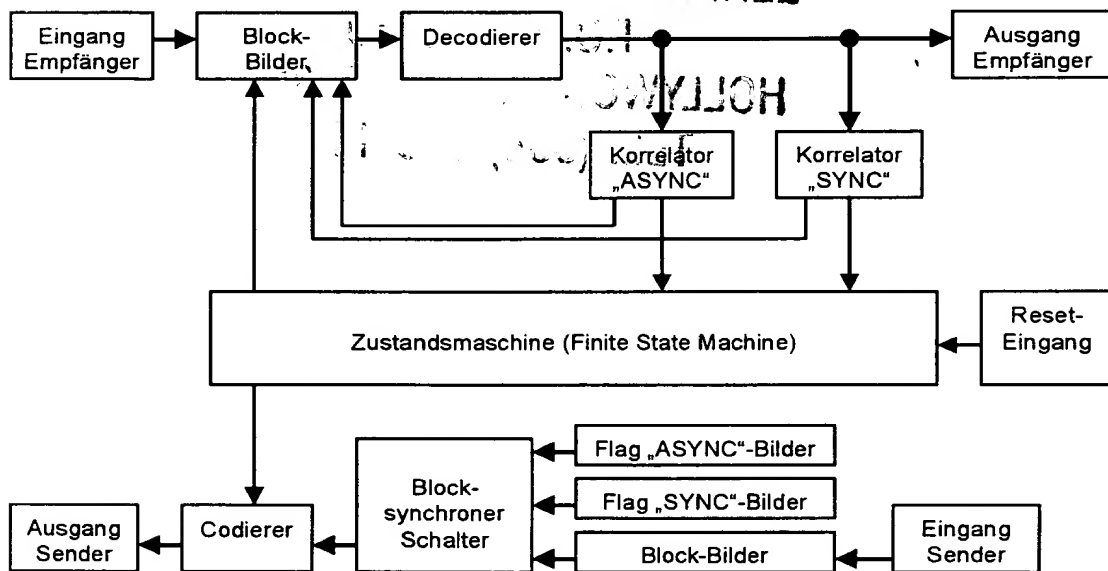 Eingang
Empfänger
Block-
Bilder
Decodierer
Ausgang
Empfänger
Korrelator
„ASYNC“
Korrelator
„SYNC“
Zustandsmaschine (Finite State Machine)
Reset-
Eingang
Flag „ASYNC“-Bilder
Flag „SYNC“-Bilder
Block-Bilder
Block-
synchroner
Schalter
Codierer
Ausgang
Sender
Eingang
Sender